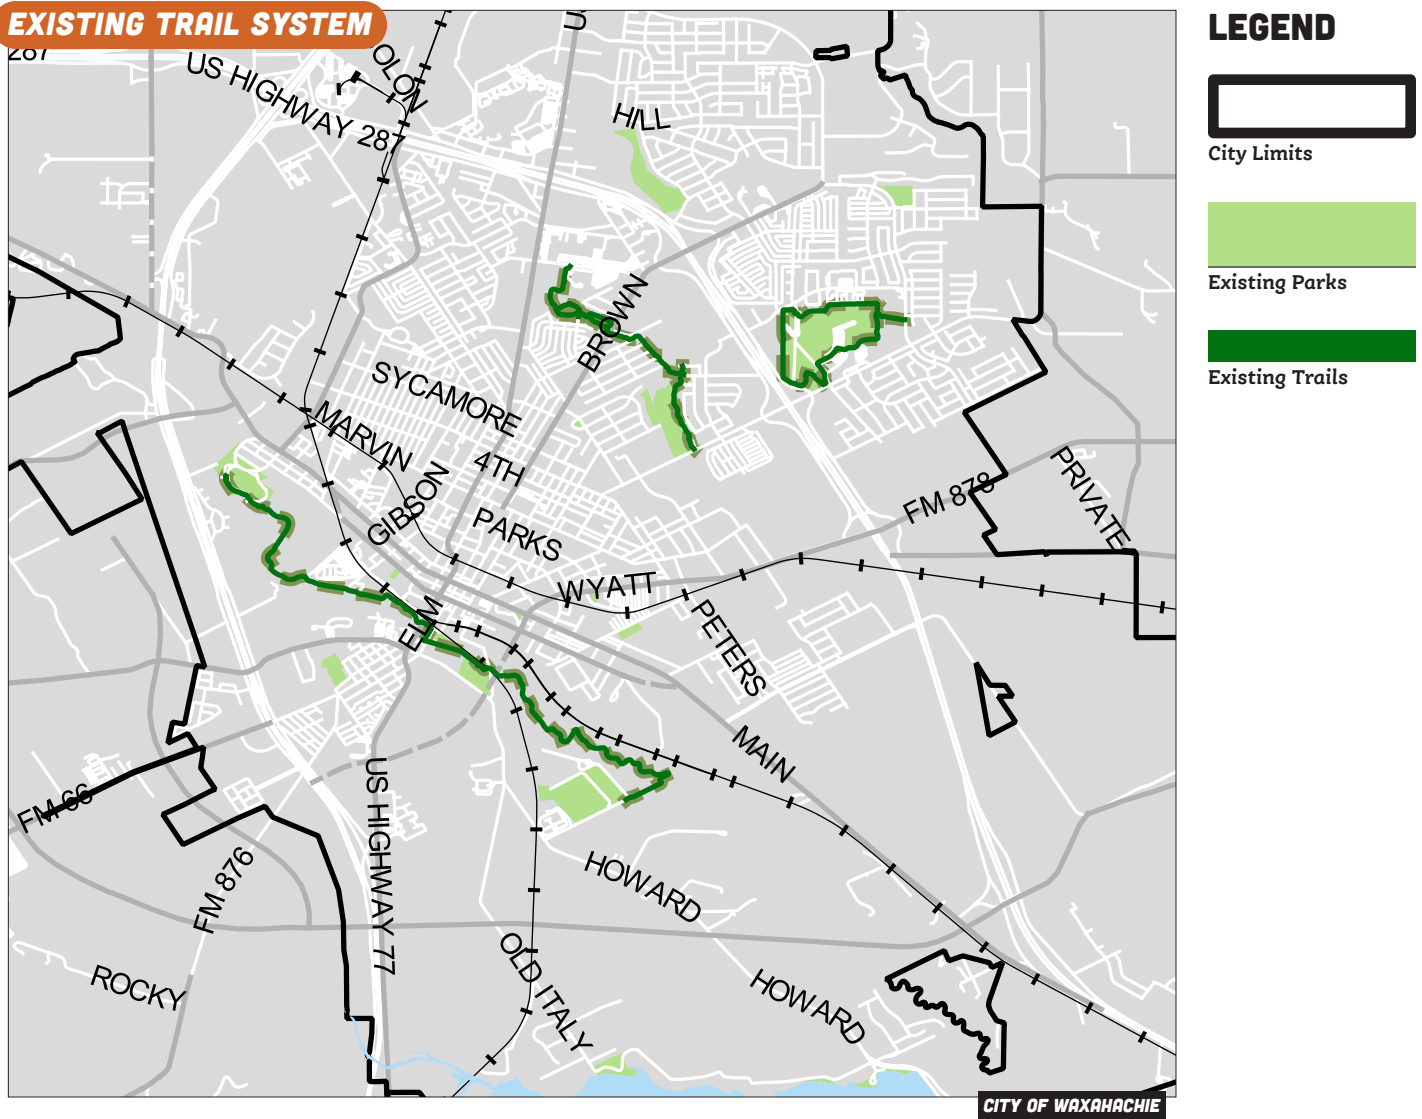 EXISTING TRAIL SYSTEM
LEGEND
City Limits
Existing Parks
Existing Trails
287
US HIGHWAY 287
OLON
U
HILL
BROWN
SYCAMORE
MARVIN
4TH
GIBSON
PARKS
FM 878
PRIVATE
WYATT
ELM
PETERS
MAIN
FM 66
US HIGHWAY 77
FM 876
HOWARD
OLD ITALY
ROCKY
HOWARD
CITY OF WAXAHACHIE